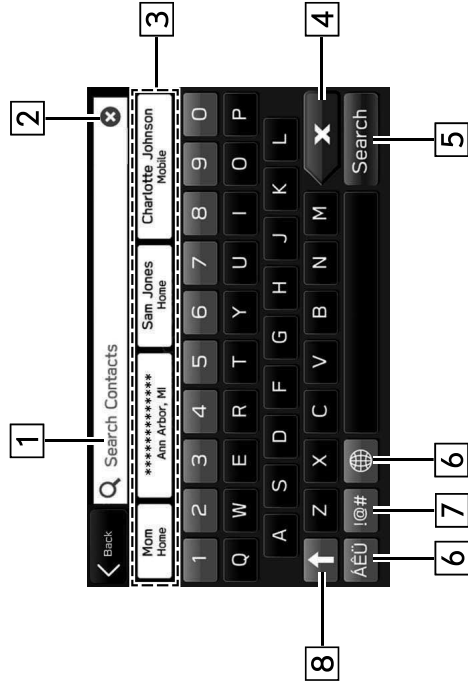 1 2
Back Search Contacts
3
Mom ************** Sam Jones Charlotte Johnson
Home Ann Arbor, MI Home Mobile
1 2 3 4 5 6 7 8 9 0
Q W E R T Y U I O P
A S D F G H J K L
8 Z X C V B N M X 4
ÁÊÜ !@# Search
6 7 6 5